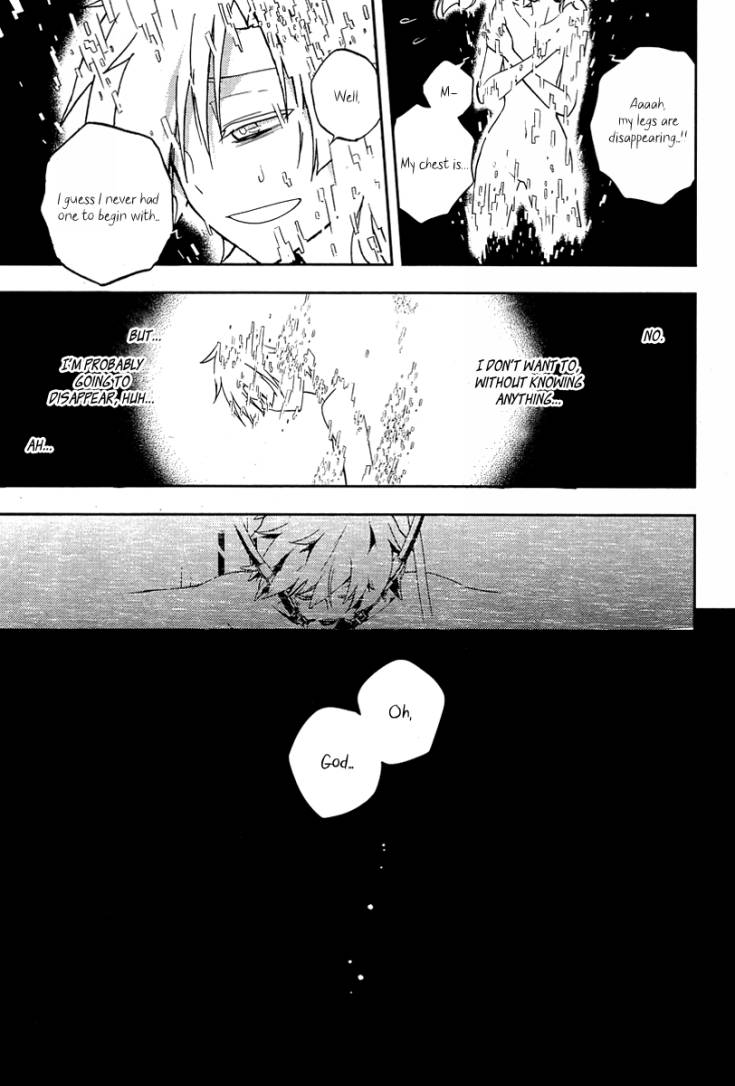 Aaaah,
my legs are
disappearing..!!
M-
My chest is...
Well,
I guess I never had
one to begin with..
NO.
I DON'T WANT TO,
WITHOUT KNOWING
ANYTHING...
BUT...
I'M PROBABLY
GOING TO
DISAPPEAR, HUH...
AH...
Oh,
God..